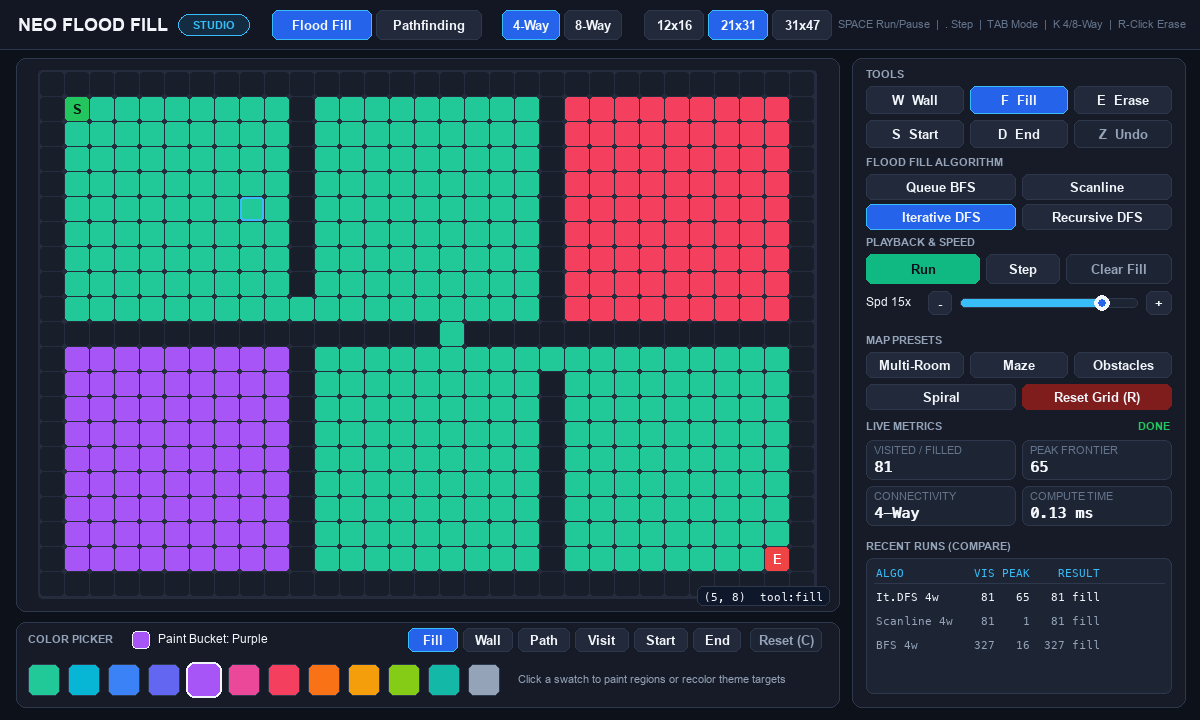 NEO FLOOD FILL STUDIO Flood Fill Pathfinding 4-Way 8-Way 12x16 21x31 31x47 SPACE Run/Pause | . Step | TAB Mode | K 4/8-Way | R-Click Erase
S
E
(5, 8) tool:fill
COLOR PICKER Paint Bucket: Purple Fill Wall Path Visit Start End Reset (C)
Click a swatch to paint regions or recolor theme targets
TOOLS
W Wall F Fill E Erase
S Start D End Z Undo
FLOOD FILL ALGORITHM
Queue BFS Scanline
Iterative DFS Recursive DFS
PLAYBACK & SPEED
Run Step Clear Fill
Spd 15x - +
MAP PRESETS
Multi-Room Maze Obstacles
Spiral Reset Grid (R)
LIVE METRICS DONE
VISITED / FILLED PEAK FRONTIER
81 65
CONNECTIVITY COMPUTE TIME
4-Way 0.13 ms
RECENT RUNS (COMPARE)
ALGO VIS PEAK RESULT
It.DFS 4w 81 65 81 fill
Scanline 4w 81 1 81 fill
BFS 4w 327 16 327 fill